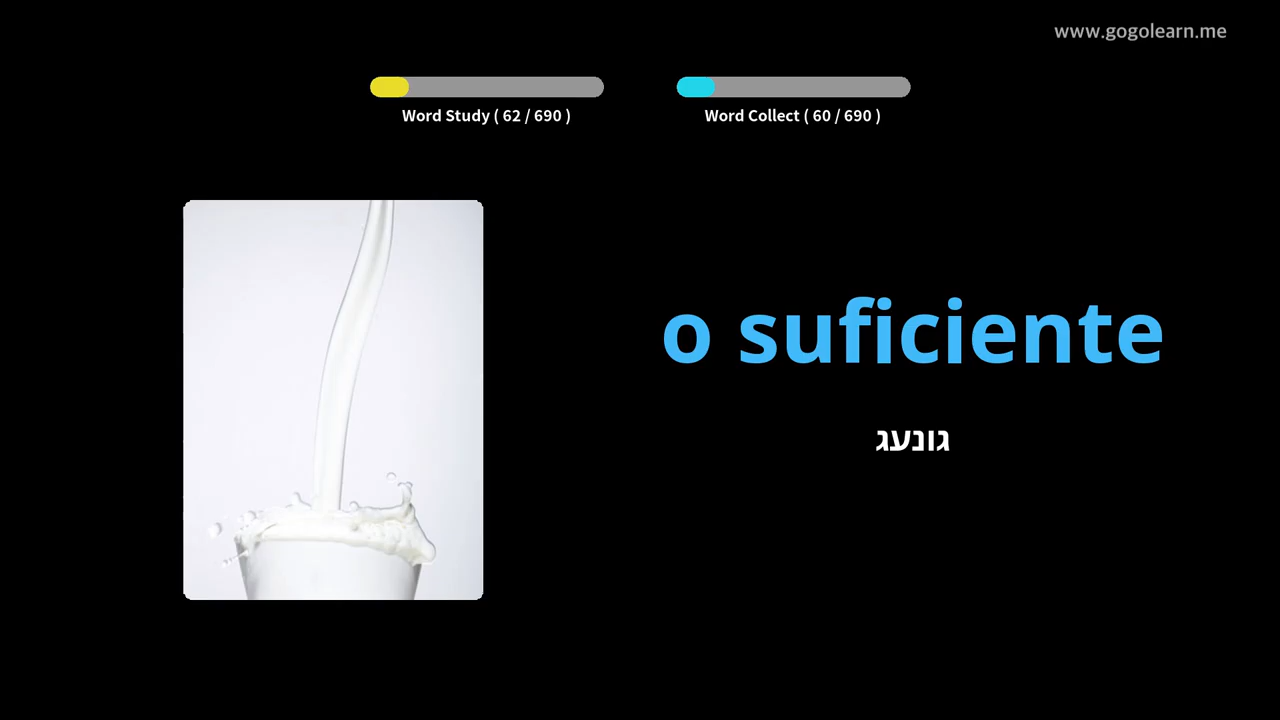 www.gogolearn.me
Word Study ( 62 / 690 )
Word Collect ( 60 / 690 )
o suficiente
גונעג